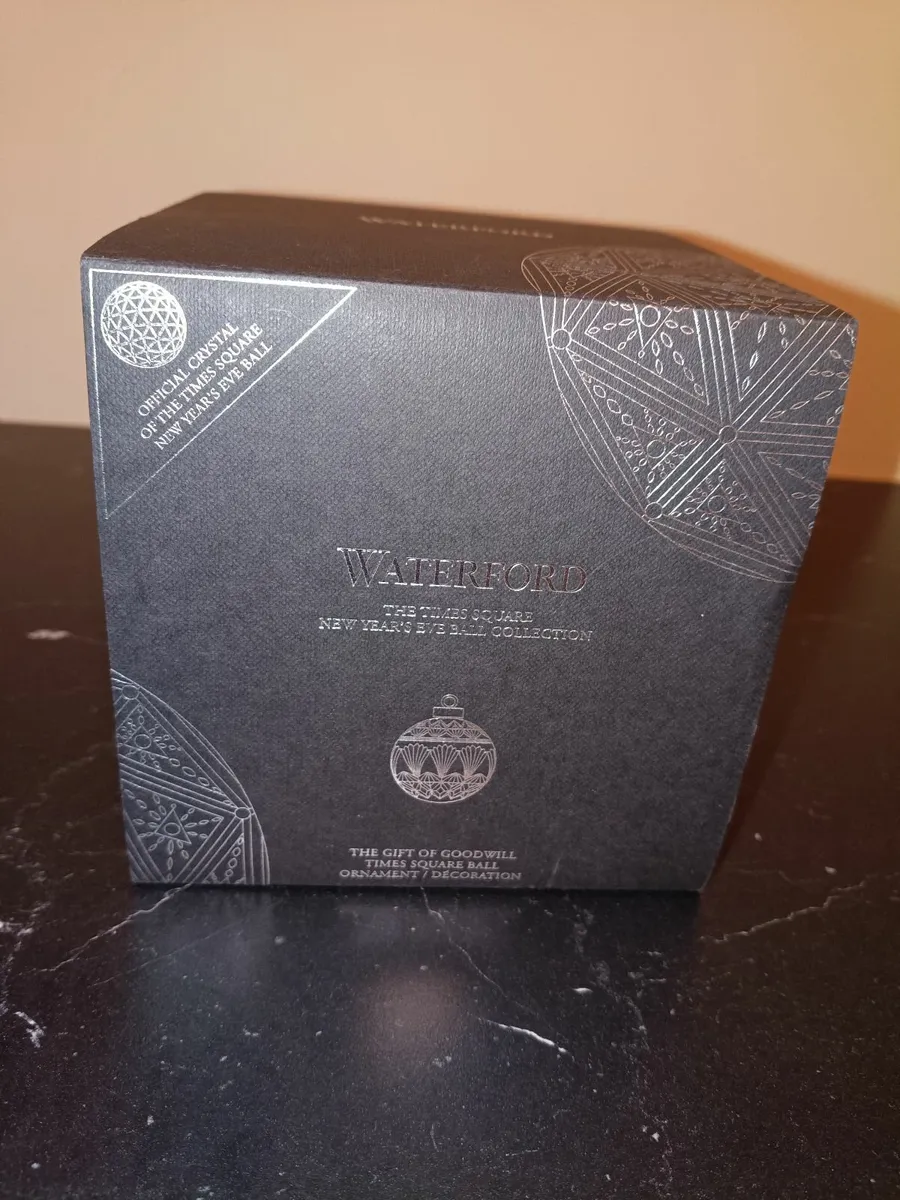 WATERFORD
OFFICIAL CRYSTAL
OF THE TIMES SQUARE
NEW YEAR'S EVE BALL
WATERFORD
THE TIMES SQUARE
NEW YEAR'S EVE BALL COLLECTION
THE GIFT OF GOODWILL
TIMES SQUARE BALL
ORNAMENT / DÉCORATION